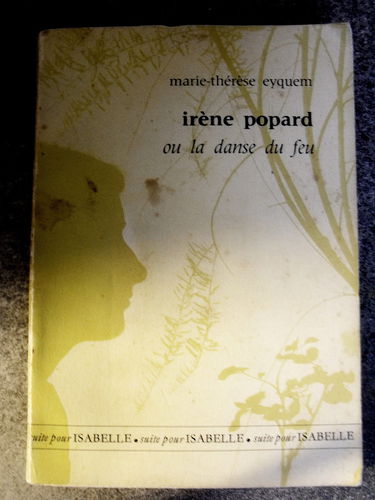 marie-thérèse eyquem
irène popard
ou la danse du feu
suite pour ISABELLE • suite pour ISABELLE • suite pour ISABELLE